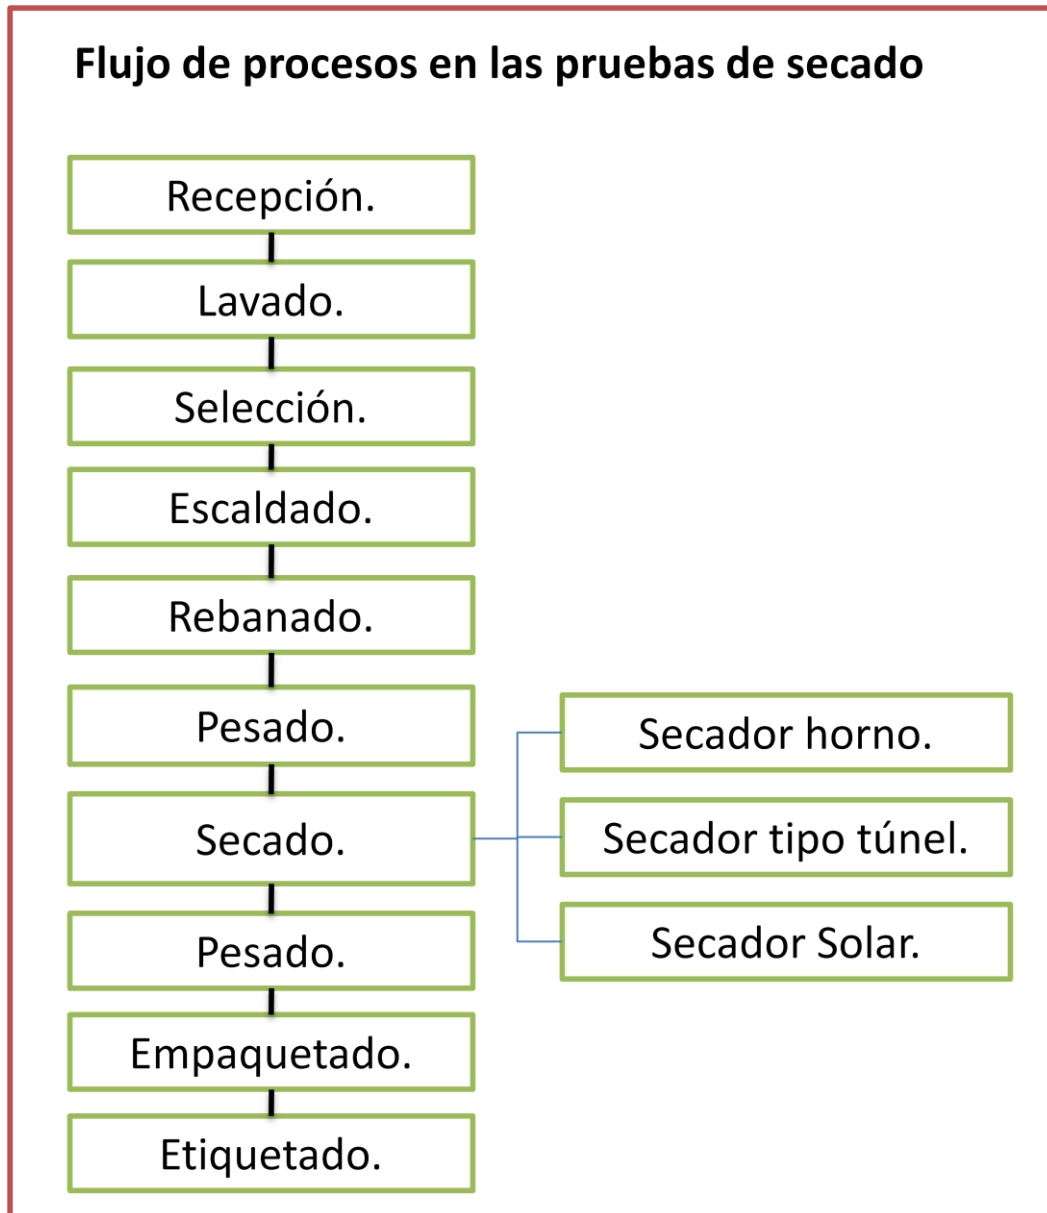 Flujo de procesos en las pruebas de secado
Recepción.
Lavado.
Selección.
Escaldado.
Rebanado.
Pesado.
Secado.
Pesado.
Empaquetado.
Etiquetado.
Secador horno.
Secador tipo túnel.
Secador Solar.